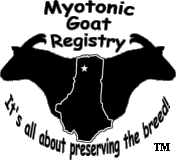 Myotonic
Goat
Registry
It's all about preserving the breed!
TM